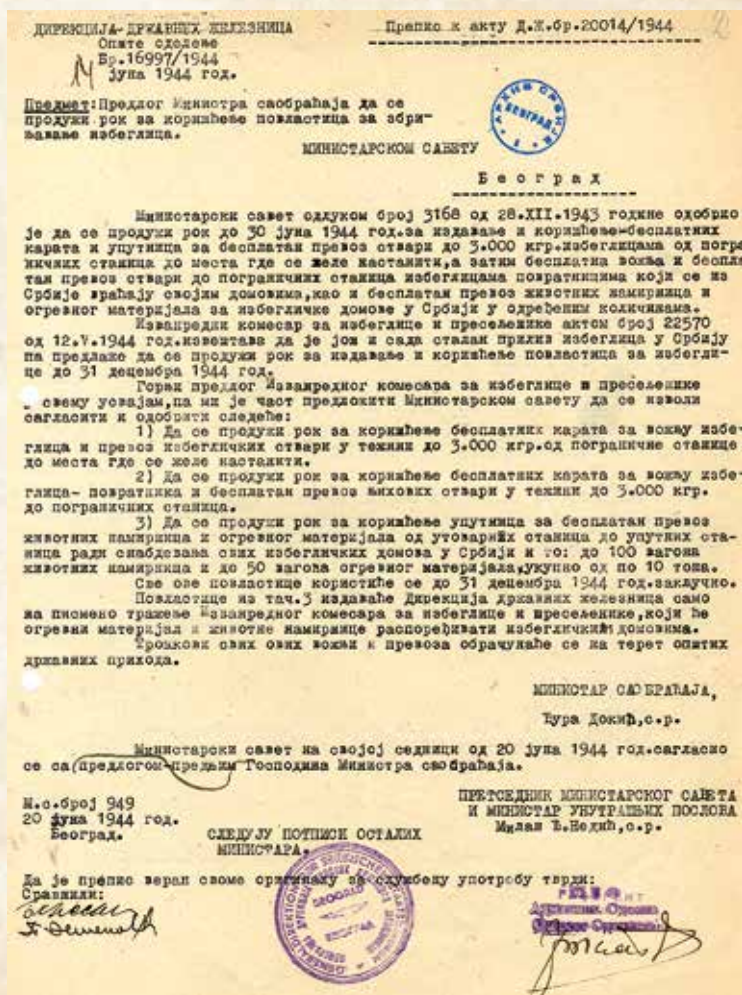 ДИРЕКЦИЈА-ДРЖАВНИХ ЖЕЛЕЗНИЦА
Опште оделење
Бр.16997/1944
14 јуна 1944 год.
Препис к акту Д.Ж.бр.20014/1944
Предмет:Предлог Министра саобраћаја да се
продужи рок за коришћење повластица за збри-
њавање избеглица.
АРХИВ СРБИЈЕ
БЕОГРАД
МИНИСТАРСКОМ САВЕТУ
Београд
Министарски савет одлуком број 3168 од 28.XII.1943 године одобрио
је да се продужи рок до 30 јуна 1944 год.за издавање и коришћење-бесплатних
карата и упутница за бесплатан превоз ствари до 3.000 кгр.избеглицама од погра
ничних станица до места где се желе настанити,а затим бесплатна вожња и беспла
тан превоз ствари до пограничних станица избеглицама повратницима који се из
Србије враћају својим домовима,као и бесплатан превоз животних намирница и
огревног материјала за избегличке домове у Србији у одређеним количинама.
Изванредни комесар за избеглице и пресељенике актом број 22570
од 12.V.1944 год.извештава да је још и сада сталан прилив избеглица у Србију
па предлаже да се продужи рок за издавање и коришћење повластица за избегли-
це до 31 децембра 1944 год.
Горњи предлог Изванредног комесара за избеглице и пресељенике
у свему усвајам,па ми је част предложити Министарском савету да се изволи
сагласити и одобрити следеће:
1) Да се продужи рок за коришћење бесплатних карата за вожњу избе-
глица и превоз избегличких ствари у тежини до 3.000 кгр.од пограничне станице
до места где се желе настанити.
2) Да се продужи рок за коришћење бесплатних карата за вожњу избе-
глица- повратника и бесплатан превоз њихових ствари у тежини до 3.000 кгр.
до пограничних станица.
3) Да се продужи рок за коришћење упутница за бесплатан превоз
животних намирница и огревног материјала од утоварних станица до упутних ста-
ница ради снабдевања свих избегличких домова у Србији и то: до 100 вагона
животних намирница и до 50 вагона огревног материјала,укупно од по 10 тона.
Све ове повластице користиће се до 31 децембра 1944 год.закључно.
Повластице из тач.3 издаваће Дирекција државних железница само
на писмено тражење Изванредног комесара за избеглице и пресељенике,који ће
огревни материјал и животне намирнице распоређивати избегличким домовима.
Трошкови свих ових вожњи и превоза обрачунаће се на терет општих
државних прихода.
МИНИСТАР САОБРАЋАЈА,
Ђура Докић,с.р.
Министарски савет на својој седници од 20 јуна 1944 год.сагласио
се са предлогом предњим Господина Министра саобраћаја.
М.с.број 949
20 јуна 1944 год.
Београд.
ПРЕТСЕДНИК МИНИСТАРСКОГ САВЕТА
И МИНИСТАР УНУТРАШЊИХ ПОСЛОВА
Милан Ђ.Недић,с.р.
СЛЕДУЈУ ПОТПИСИ ОСТАЛИХ
МИНИСТАРА.
Да је препис веран своме оригиналу за службену употребу тврди:
Сравнили: